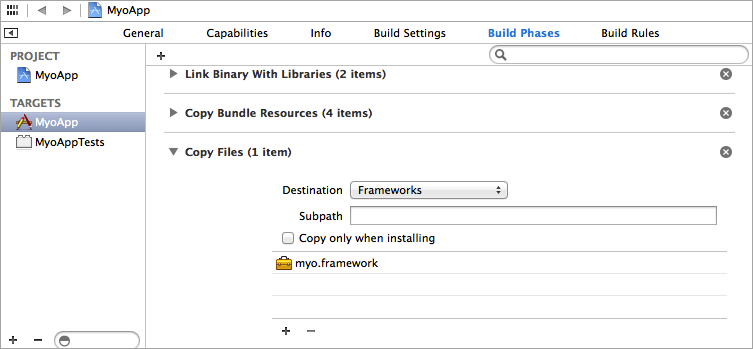 MyoApp
General Capabilities Info Build Settings Build Phases Build Rules
PROJECT
MyoApp
TARGETS
MyoApp
MyoAppTests
Link Binary With Libraries (2 items)
Copy Bundle Resources (4 items)
Copy Files (1 item)
Destination Frameworks
Subpath
Copy only when installing
myo.framework